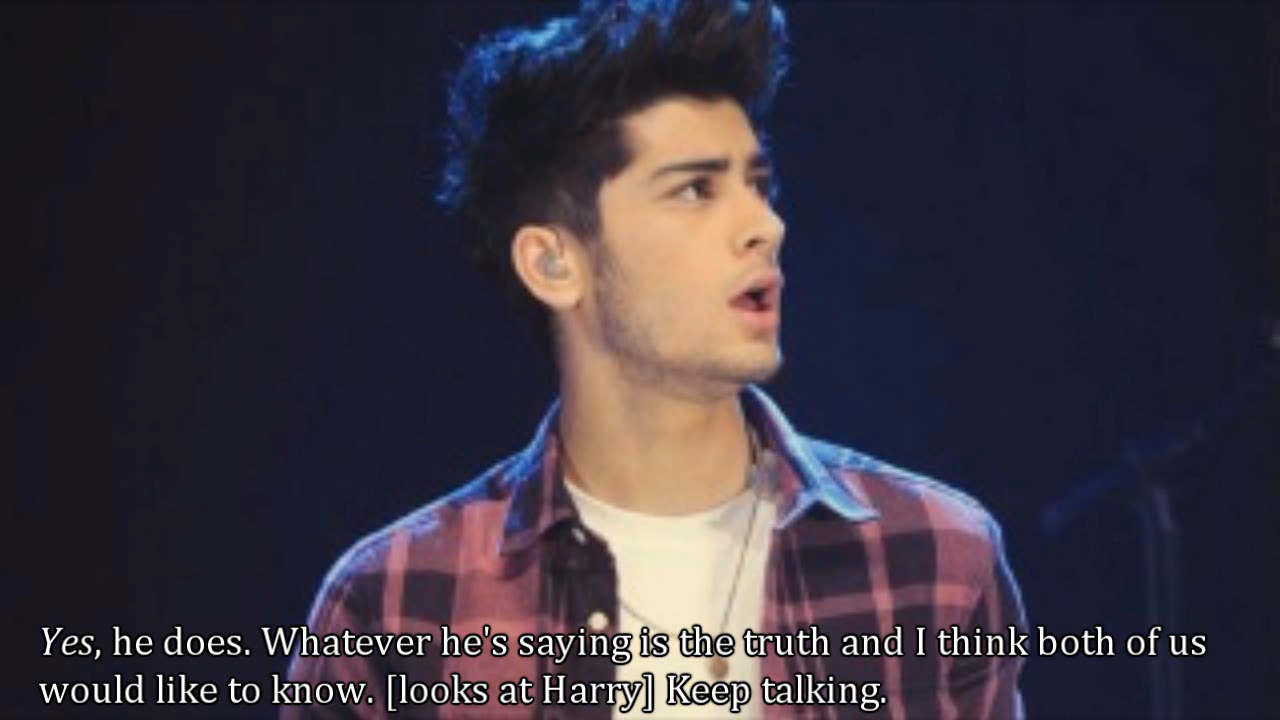 Yes, he does. Whatever he's saying is the truth and I think both of us
would like to know. [looks at Harry] Keep talking.